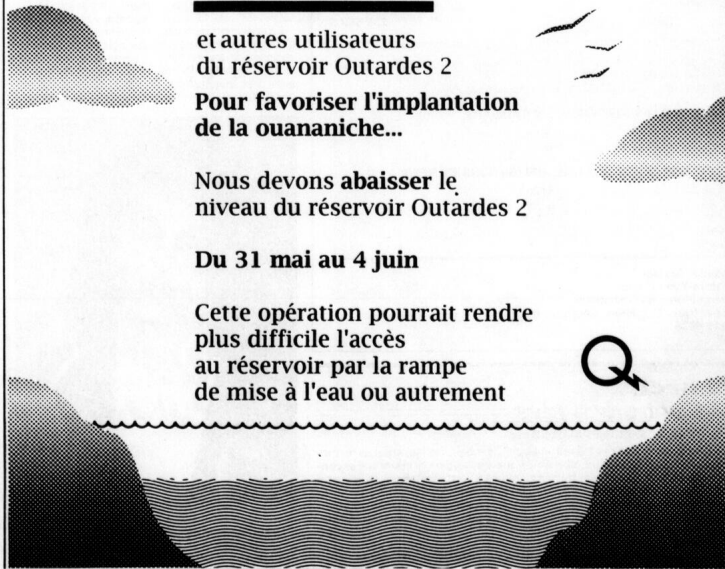 et autres utilisateurs
du réservoir Outardes 2
Pour favoriser l'implantation
de la ouananiche...
Nous devons abaisser le
niveau du réservoir Outardes 2
Du 31 mai au 4 juin
Cette opération pourrait rendre
plus difficile l'accès
au réservoir par la rampe
de mise à l'eau ou autrement